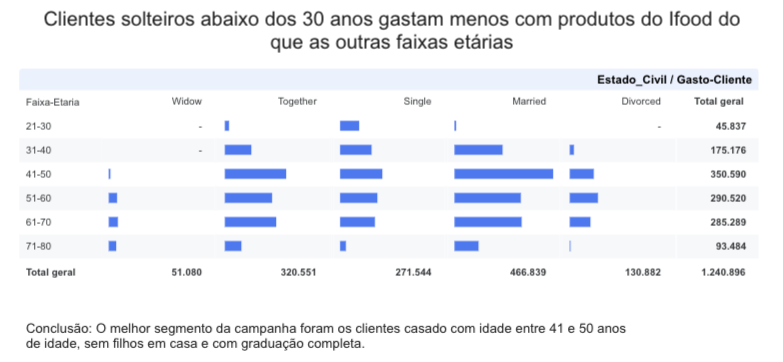 Clientes solteiros abaixo dos 30 anos gastam menos com produtos do Ifood do
que as outras faixas etárias
Estado_Civil / Gasto-Cliente
Faixa-Etaria Widow Together Single Married Divorced Total geral
21-30 - - 45.837
31-40 - 175.176
41-50 350.590
51-60 290.520
61-70 285.289
71-80 93.484
Total geral 51.080 320.551 271.544 466.839 130.882 1.240.896
Conclusão: O melhor segmento da campanha foram os clientes casado com idade entre 41 e 50 anos
de idade, sem filhos em casa e com graduação completa.